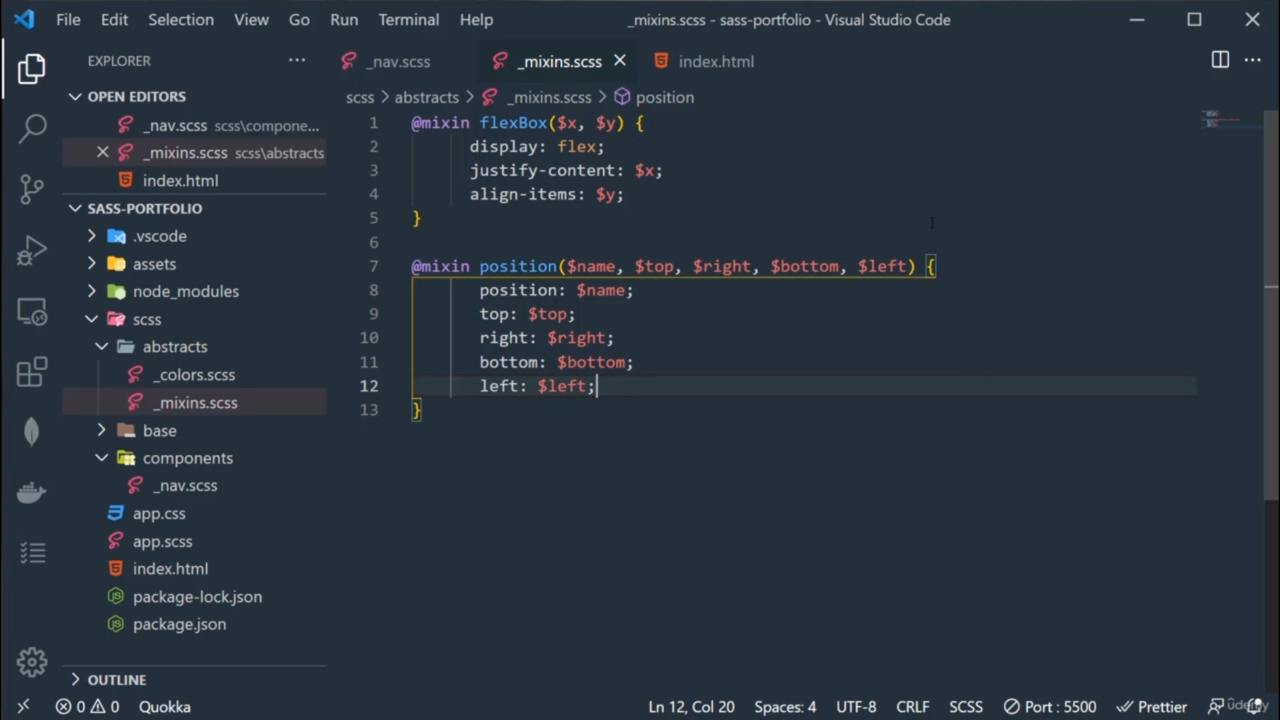 File Edit Selection View Go Run Terminal Help _mixins.scss - sass-portfolio - Visual Studio Code
EXPLORER
_nav.scss _mixins.scss index.html
OPEN EDITORS
_nav.scss scss\compone...
_mixins.scss scss\abstracts
index.html
SASS-PORTFOLIO
.vscode
assets
node_modules
scss
abstracts
_colors.scss
_mixins.scss
base
components
_nav.scss
app.css
app.scss
index.html
package-lock.json
package.json
OUTLINE
scss > abstracts > _mixins.scss > position
1 @mixin flexBox($x, $y) {
2 display: flex;
3 justify-content: $x;
4 align-items: $y;
5 }
6
7 @mixin position($name, $top, $right, $bottom, $left) {
8 position: $name;
9 top: $top;
10 right: $right;
11 bottom: $bottom;
12 left: $left;
13 }
0 0 Quokka Ln 12, Col 20 Spaces: 4 UTF-8 CRLF SCSS Port : 5500 Prettier
udemy